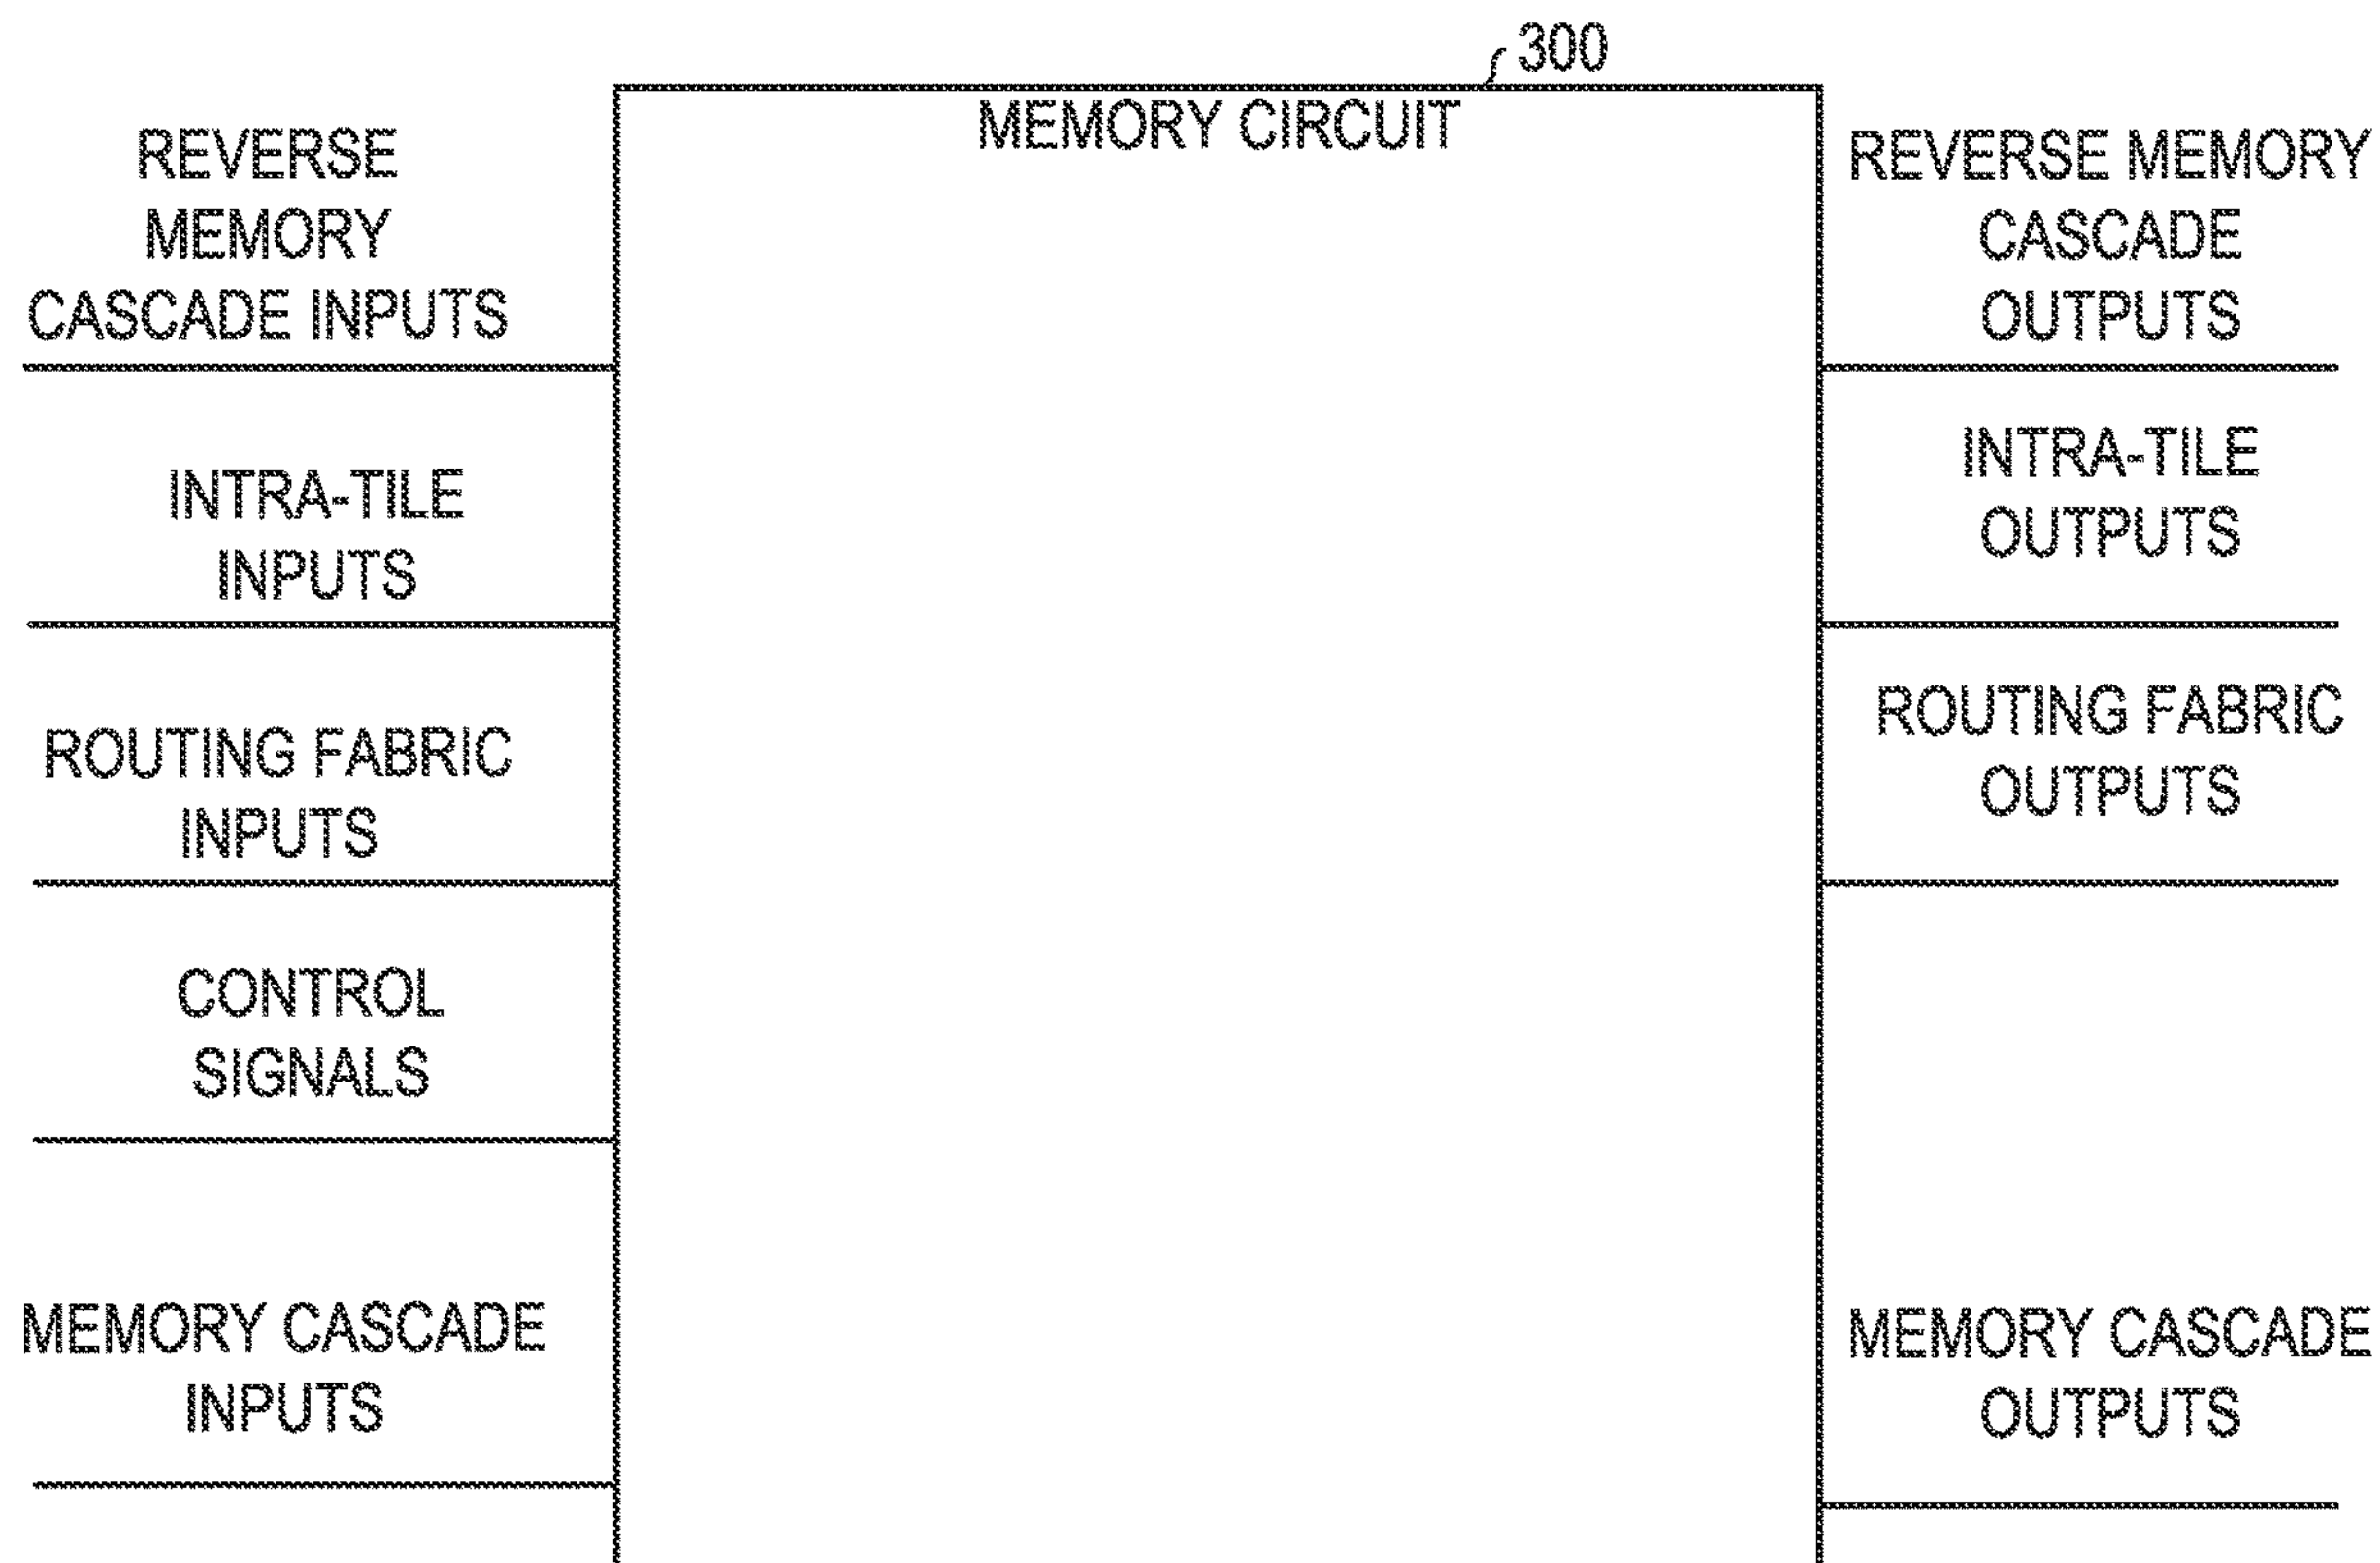 300
MEMORY CIRCUIT
REVERSE
MEMORY
CASCADE INPUTS
INTRA-TILE
INPUTS
ROUTING FABRIC
INPUTS
CONTROL
SIGNALS
MEMORY CASCADE
INPUTS
REVERSE MEMORY
CASCADE
OUTPUTS
INTRA-TILE
OUTPUTS
ROUTING FABRIC
OUTPUTS
MEMORY CASCADE
OUTPUTS